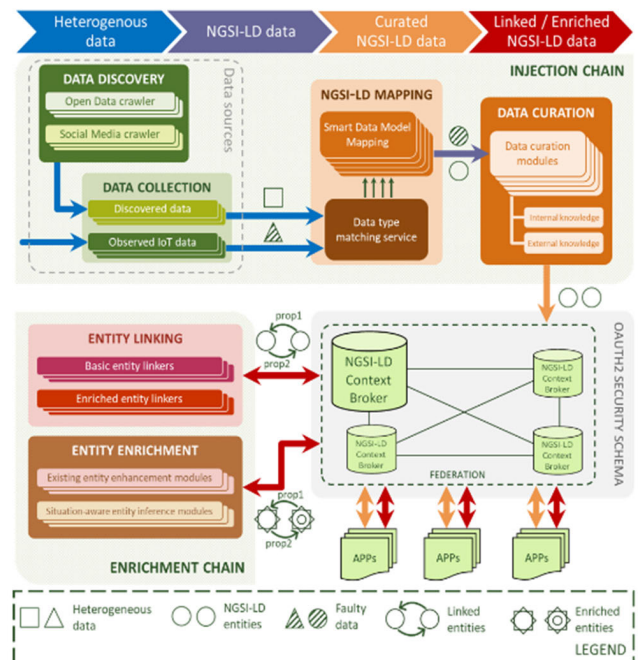 Heterogenous
data
NGSI-LD data
Curated
NGSI-LD data
Linked / Enriched
NGSI-LD data
INJECTION CHAIN
DATA DISCOVERY
Open Data crawler
Social Media crawler
Data sources
DATA COLLECTION
Discovered data
Observed IoT data
NGSI-LD MAPPING
Smart Data Model
Mapping
Data type
matching service
DATA CURATION
Data curation
modules
Internal knowledge
External knowledge
ENTITY LINKING
Basic entity linkers
Enriched entity linkers
prop1
prop2
ENTITY ENRICHMENT
Existing entity enhancement modules
Situation-aware entity inference modules
prop1
prop2
ENRICHMENT CHAIN
NGSI-LD
Context
Broker
NGSI-LD
Context
Broker
NGSI-LD
Context
Broker
NGSI-LD
Context
Broker
FEDERATION
OAUTH2 SECURITY SCHEMA
APPs
APPs
APPs
Heterogeneous
data
NGSI-LD
entities
Faulty
data
Linked
entities
Enriched
entities
LEGEND